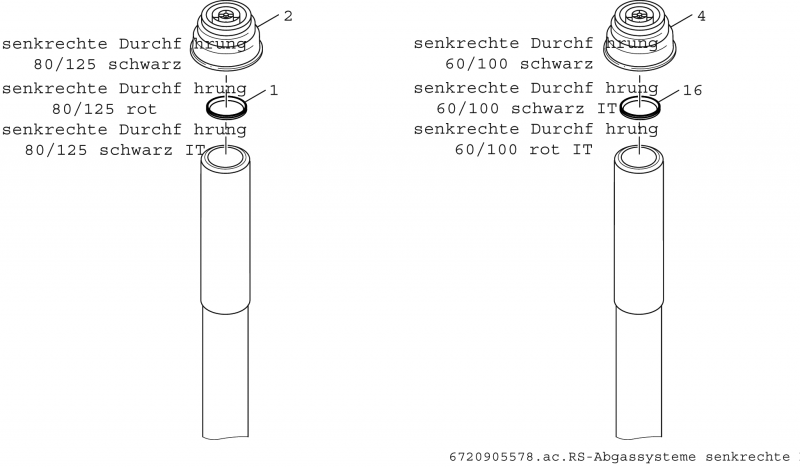 2
senkrechte Durchf hrung
80/125 schwarz
senkrechte Durchf hrung
1
80/125 rot
senkrechte Durchf hrung
80/125 schwarz IT
4
senkrechte Durchf hrung
60/100 schwarz
senkrechte Durchf hrung
16
60/100 schwarz IT
senkrechte Durchf hrung
60/100 rot IT
6720905578.ac.RS-Abgassysteme senkrechte